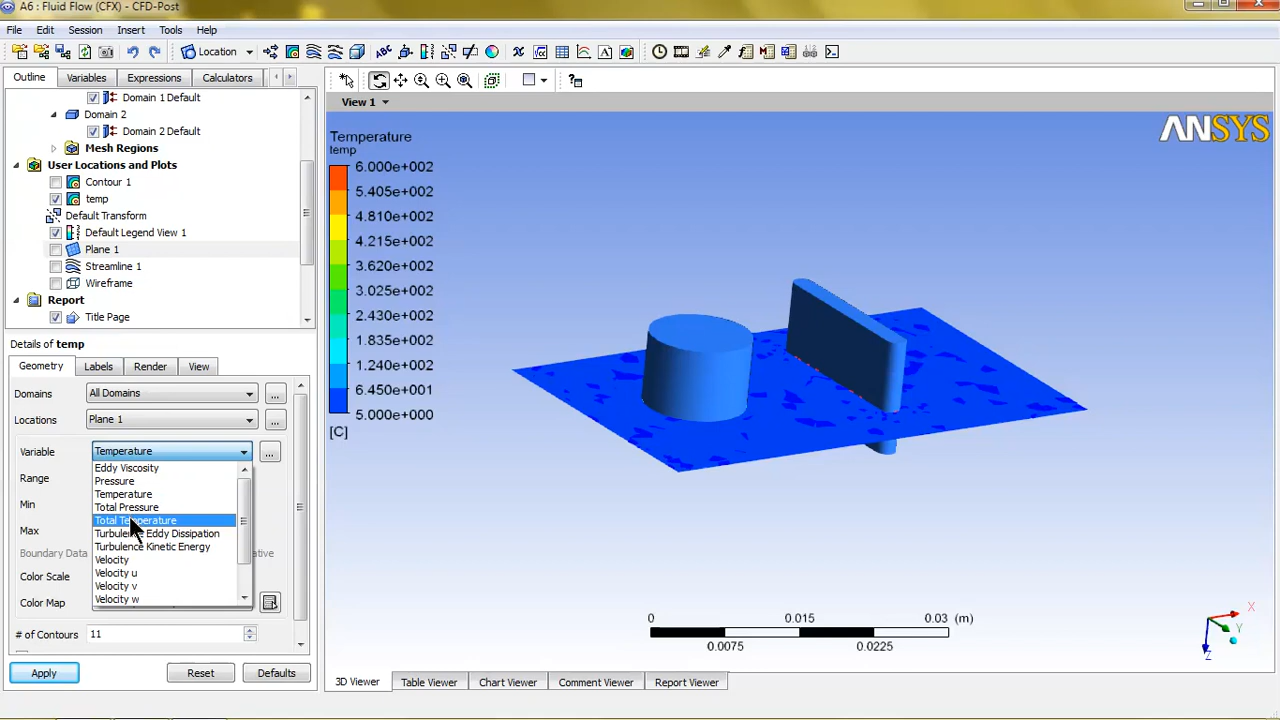 A6 : Fluid Flow (CFX) - CFD-Post
File Edit Session Insert Tools Help
Location
Outline Variables Expressions Calculators
Domain 1 Default
Domain 2
Domain 2 Default
Mesh Regions
User Locations and Plots
Contour 1
temp
Default Transform
Default Legend View 1
Plane 1
Streamline 1
Wireframe
Report
Title Page
Details of temp
Geometry Labels Render View
Domains All Domains ...
Locations Plane 1 ...
Variable Temperature ...
Eddy Viscosity
Pressure
Temperature
Total Pressure
Total Temperature
Turbulence Eddy Dissipation
Turbulence Kinetic Energy
Velocity
Velocity u
Velocity v
Velocity w
Range
Min
Max
Boundary Data
Color Scale
Color Map
# of Contours 11
Apply Reset Defaults
View 1
Temperature
temp
6.000e+002
5.405e+002
4.810e+002
4.215e+002
3.620e+002
3.025e+002
2.430e+002
1.835e+002
1.240e+002
6.450e+001
5.000e+000
[C]
ANSYS
0 0.015 0.03 (m)
0.0075 0.0225
X
Y
Z
3D Viewer Table Viewer Chart Viewer Comment Viewer Report Viewer